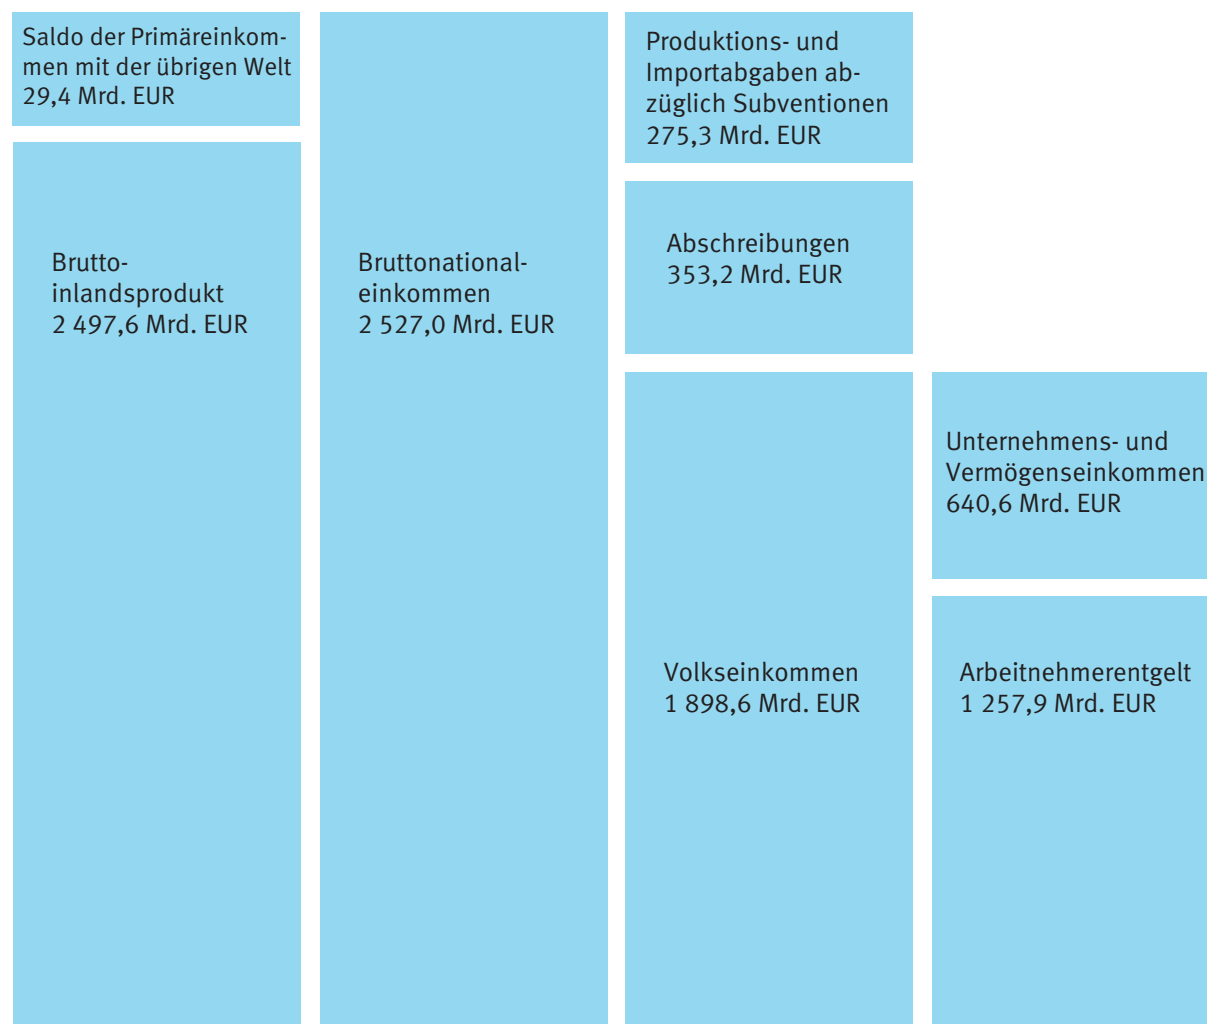 Saldo der Primäreinkom-
men mit der übrigen Welt
29,4 Mrd. EUR
Brutto-
inlandsprodukt
2 497,6 Mrd. EUR
Bruttonational-
einkommen
2 527,0 Mrd. EUR
Produktions- und
Importabgaben ab-
züglich Subventionen
275,3 Mrd. EUR
Abschreibungen
353,2 Mrd. EUR
Volkseinkommen
1 898,6 Mrd. EUR
Unternehmens- und
Vermögenseinkommen
640,6 Mrd. EUR
Arbeitnehmerentgelt
1 257,9 Mrd. EUR